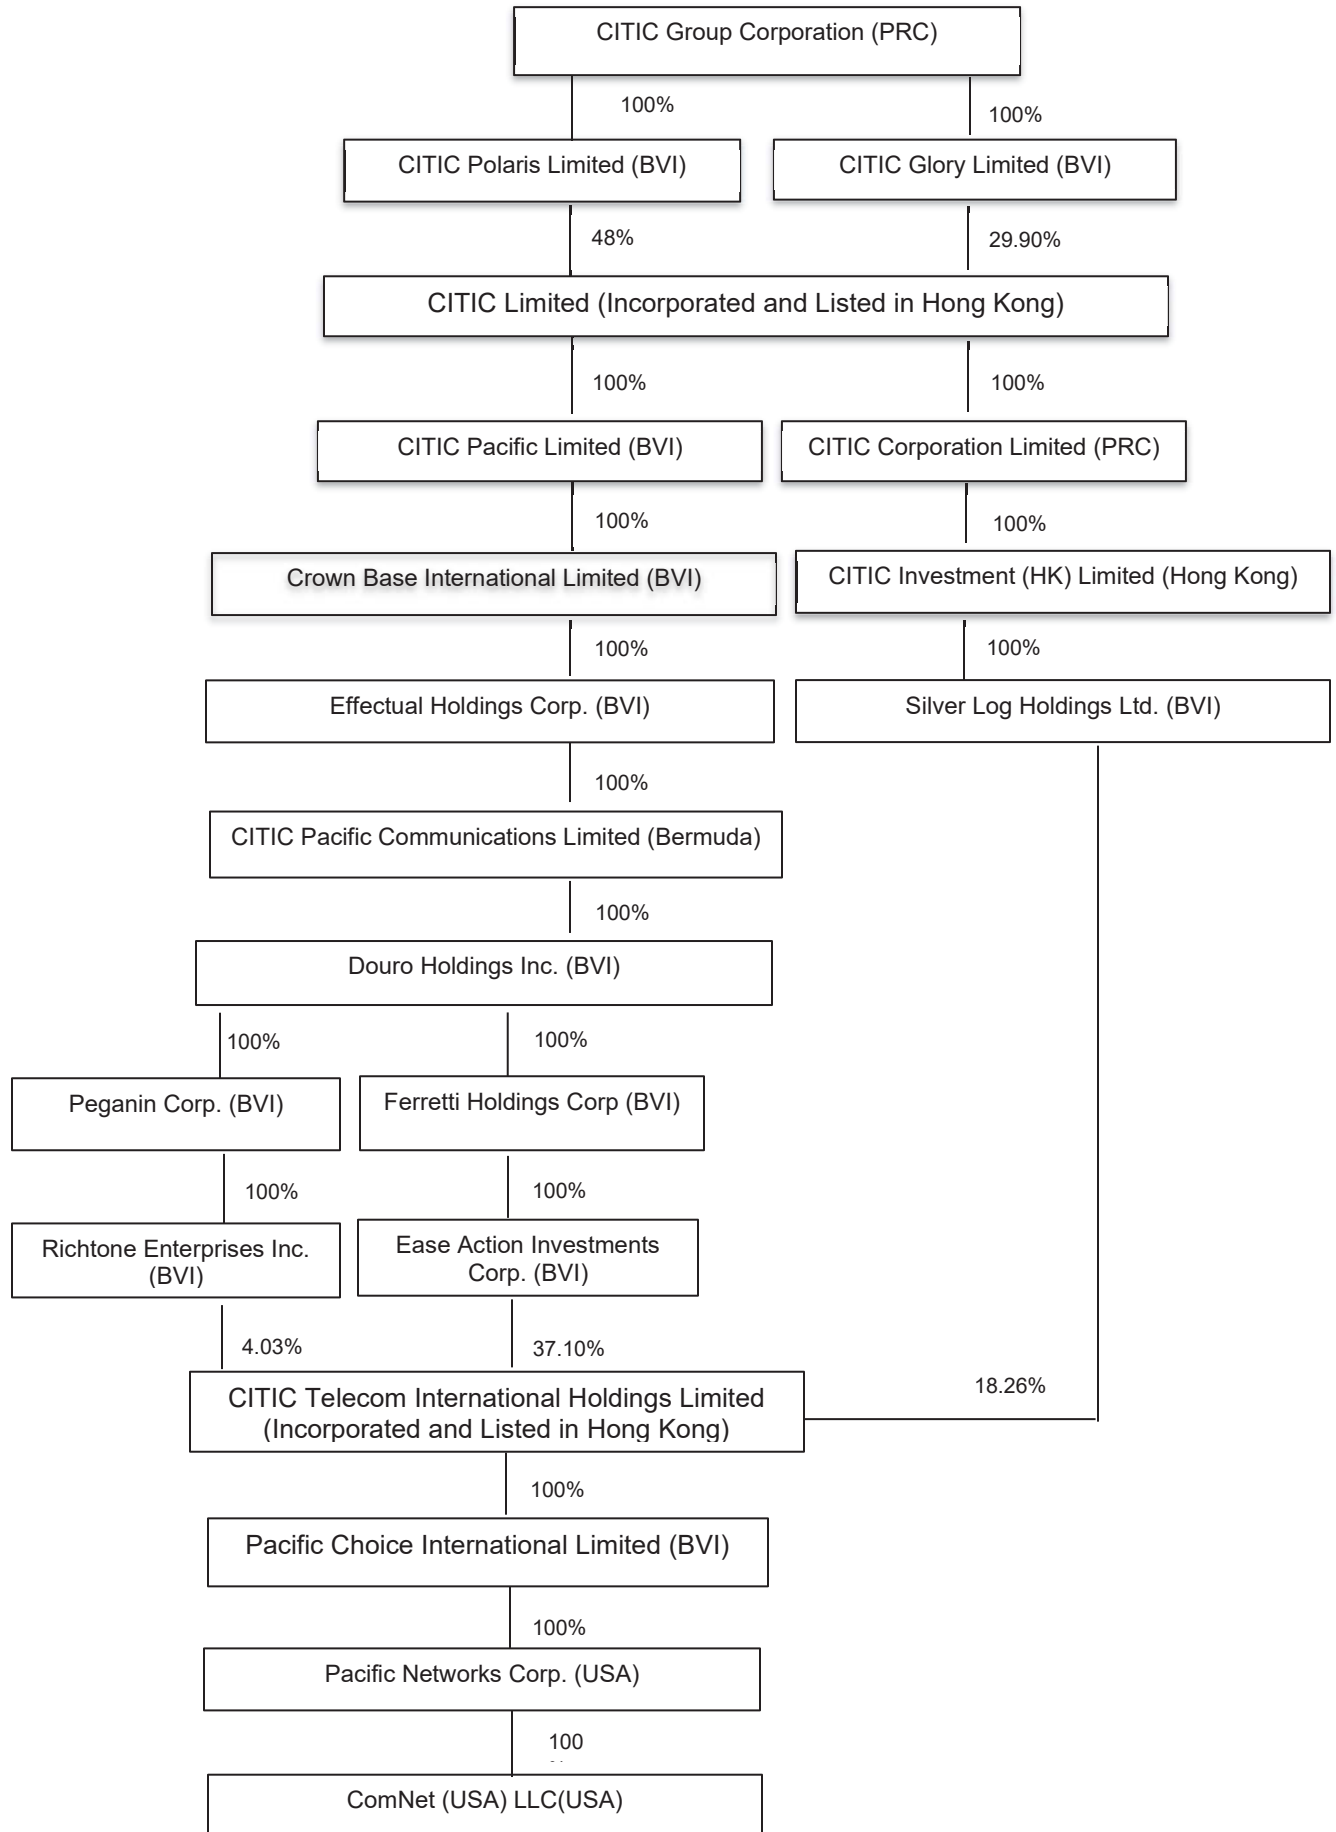 CITIC Group Corporation (PRC)
100%
100%
CITIC Polaris Limited (BVI)
CITIC Glory Limited (BVI)
48%
29.90%
CITIC Limited (Incorporated and Listed in Hong Kong)
100%
100%
CITIC Pacific Limited (BVI)
CITIC Corporation Limited (PRC)
100%
100%
Crown Base International Limited (BVI)
CITIC Investment (HK) Limited (Hong Kong)
100%
100%
Effectual Holdings Corp. (BVI)
Silver Log Holdings Ltd. (BVI)
100%
CITIC Pacific Communications Limited (Bermuda)
100%
Douro Holdings Inc. (BVI)
100%
100%
Peganin Corp. (BVI)
Ferretti Holdings Corp (BVI)
100%
100%
Richtone Enterprises Inc.
(BVI)
Ease Action Investments
Corp. (BVI)
4.03%
37.10%
18.26%
CITIC Telecom International Holdings Limited
(Incorporated and Listed in Hong Kong)
100%
Pacific Choice International Limited (BVI)
100%
Pacific Networks Corp. (USA)
100
ComNet (USA) LLC(USA)